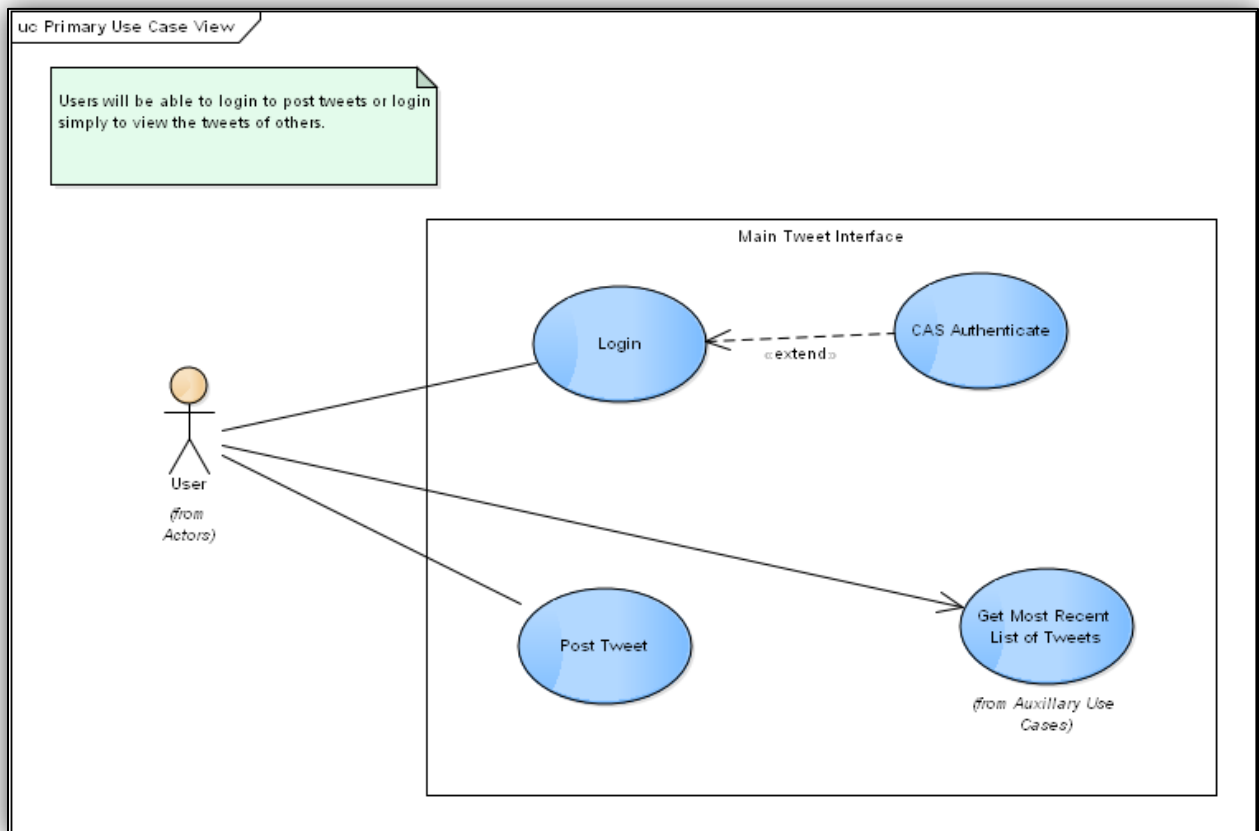 uc Primary Use Case View
Users will be able to login to post tweets or login
simply to view the tweets of others.
Main Tweet Interface
Login
«extend»
CAS Authenticate
User
(from
Actors)
Post Tweet
Get Most Recent
List of Tweets
(from Auxillary Use
Cases)